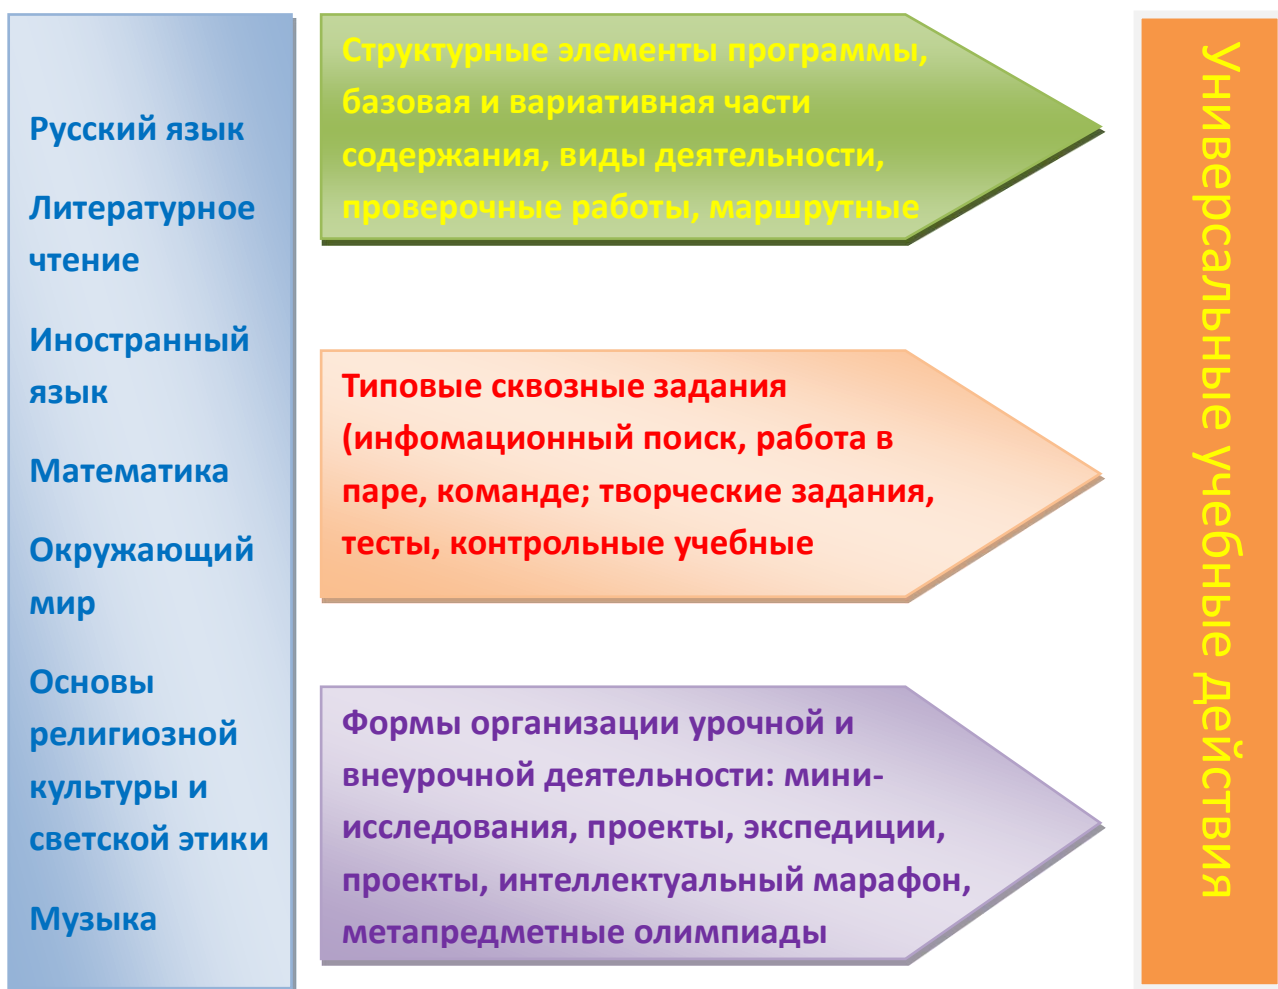 Русский язык
Литературное
чтение
Иностранный
язык
Математика
Окружающий
мир
Основы
религиозной
культуры и
светской этики
Музыка
Структурные элементы программы,
базовая и вариативная части
содержания, виды деятельности,
проверочные работы, маршрутные
Типовые сквозные задания
(инфомационный поиск, работа в
паре, команде; творческие задания,
тесты, контрольные учебные
Формы организации урочной и
внеурочной деятельности: мини-
исследования, проекты, экспедиции,
проекты, интеллектуальный марафон,
метапредметные олимпиады
Универсальные учебные действия